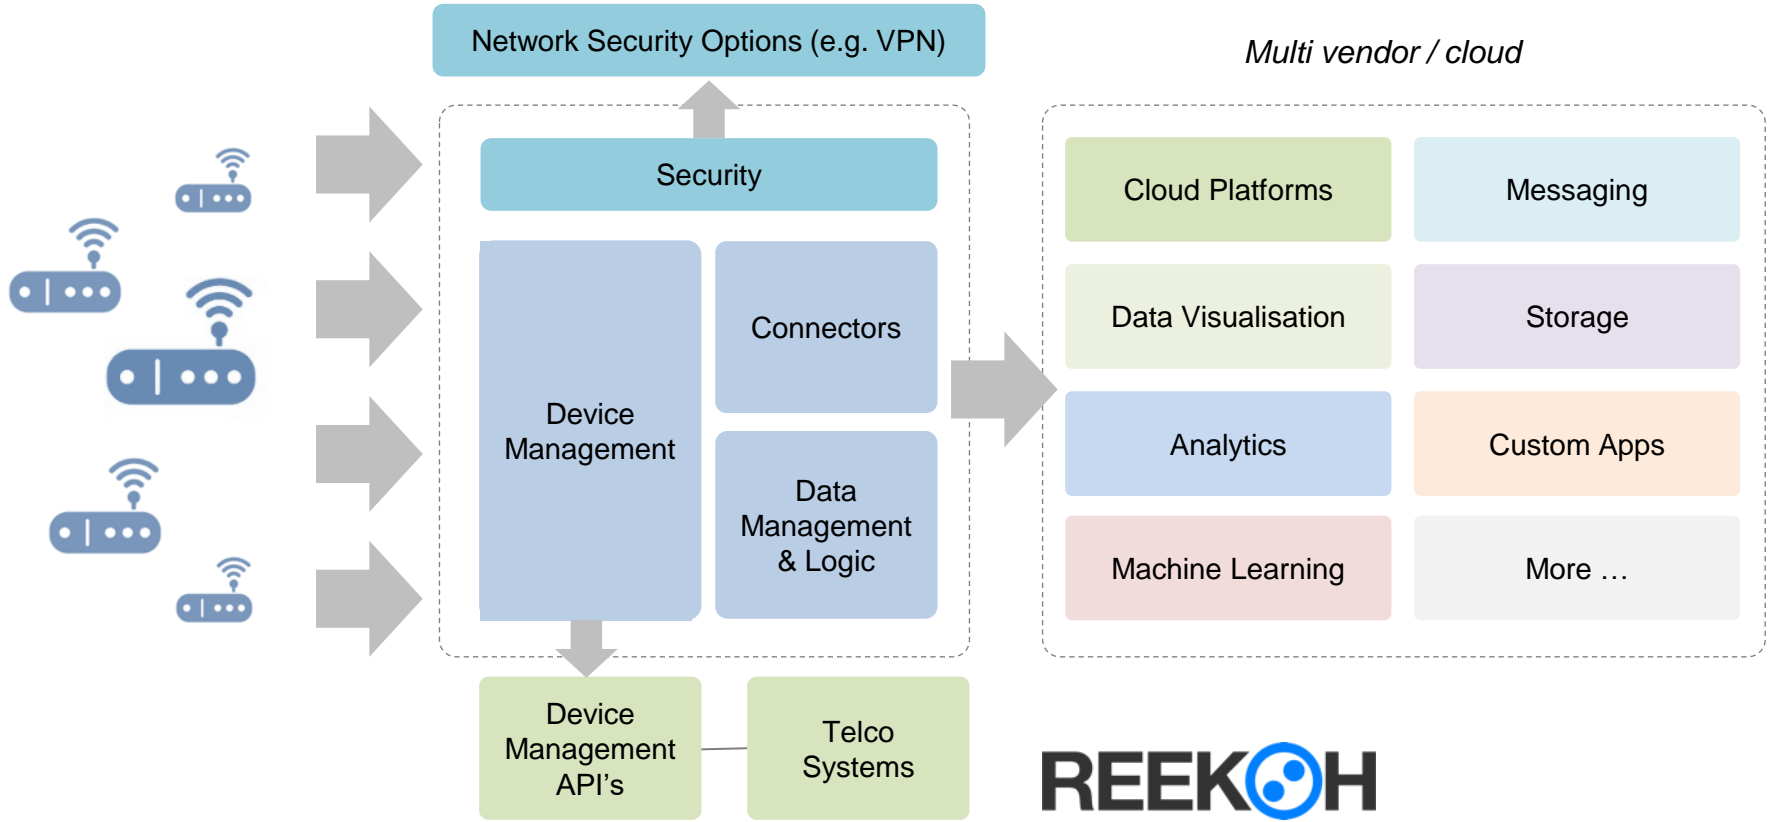 Network Security Options (e.g. VPN)
Multi vendor / cloud
Security
Device
Management
Connectors
Data
Management
& Logic
Cloud Platforms
Messaging
Data Visualisation
Storage
Analytics
Custom Apps
Machine Learning
More …
Device
Management
API’s
Telco
Systems
REEKOH